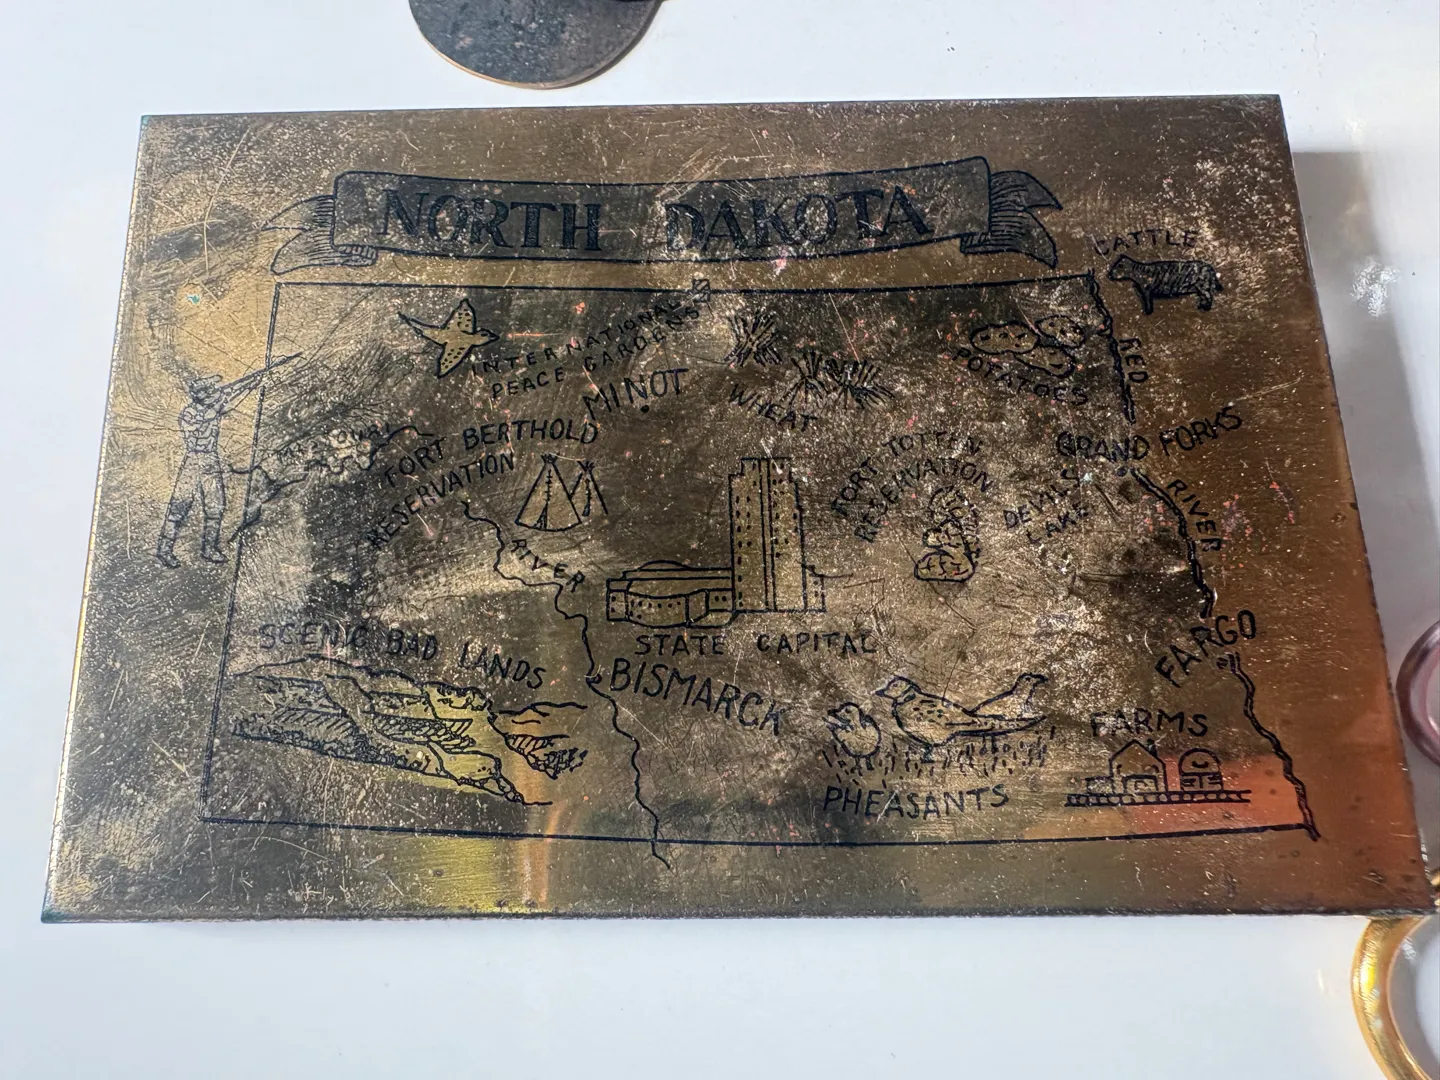 NORTH DAKOTA
CATTLE
INTERNATIONAL
PEACE GARDENS
MINOT
WHEAT
POTATOES
RED
RIVER
MISSOURI
RIVER
FORT BERTHOLD
RESERVATION
FORT TOTTEN
RESERVATION
DEVILS
LAKE
GRAND FORKS
STATE CAPITAL
BISMARCK
SCENIC BAD LANDS
FARGO
FARMS
PHEASANTS